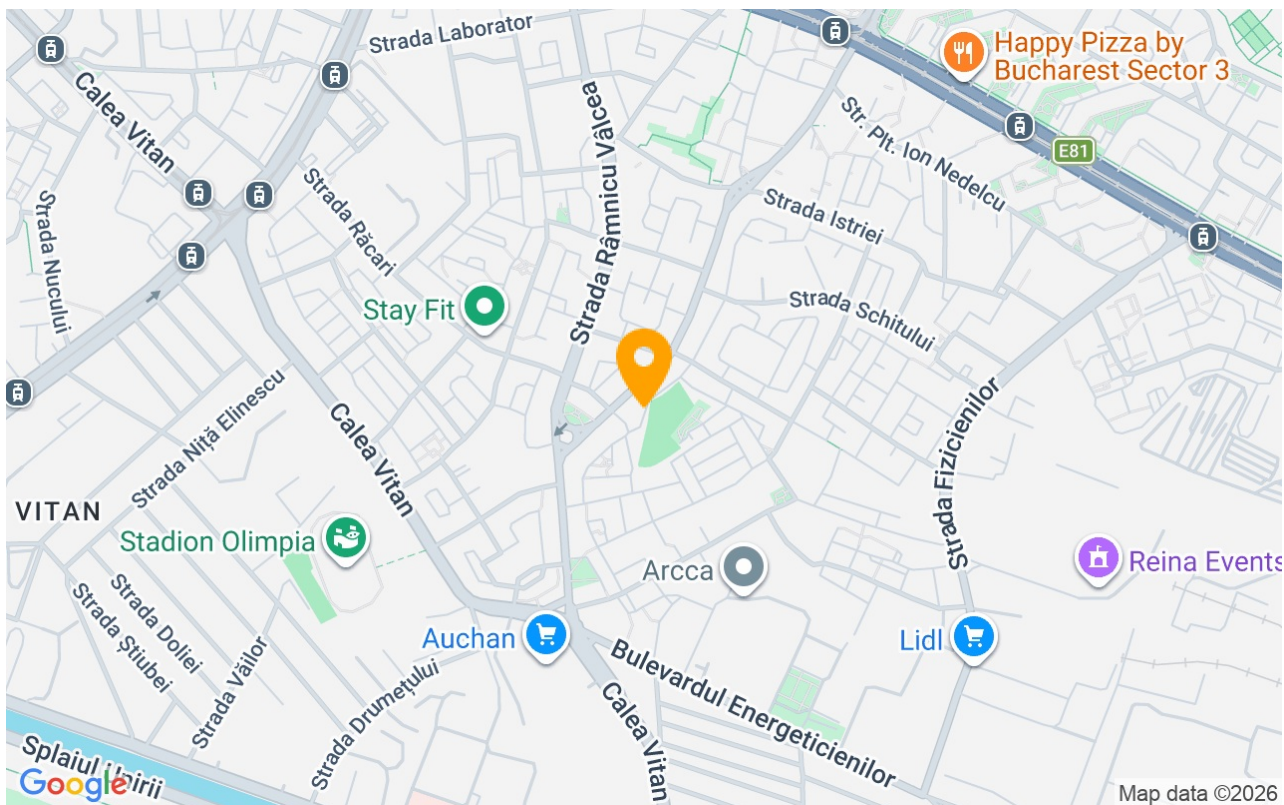 Strada Laborator
Happy Pizza by
Bucharest Sector 3
Calea Vitan
Strada Râmnicu Vâlcea
Str. Plt. Ion Nedelcu
E81
Strada Nucului
Strada Răcari
Strada Istriei
Stay Fit
Strada Schitului
Strada Niță Elinescu
Calea Vitan
Strada Fizicienilor
VITAN
Stadion Olimpia
Arcca
Reina Events
Strada Știubei
Strada Doliei
Strada Văilor
Auchan
Lidl
Strada Drumețului
Bulevardul Energeticienilor
Calea Vitan
Splaiul Unirii
Google
Map data ©2026